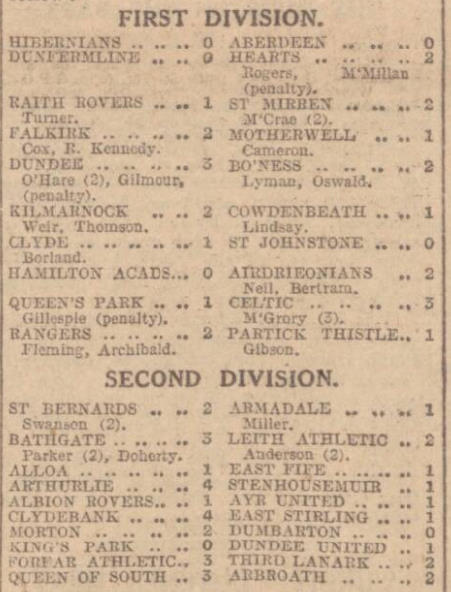 FIRST DIVISION.
HIBERNIANS .. .. .. 0 ABERDEEN .. .. .. 0
DUNFERMLINE .. .. 0 HEARTS .. .. .. .. 2
Rogers, M'Millan
(penalty).
RAITH ROVERS .. .. 1 ST MIRREN .. .. .. 2
Turner. M'Crae (2).
FALKIRK .. .. .. .. 2 MOTHERWELL .. .. 1
Cox, R. Kennedy. Cameron.
DUNDEE .. .. .. .. 3 BO'NESS .. .. .. .. 2
O'Hare (2), Gilmour, Lyman, Oswald.
(penalty).
KILMARNOCK .. .. 2 COWDENBEATH .. .. 1
Weir, Thomson. Lindsay.
CLYDE .. .. .. .. .. 1 ST JOHNSTONE .. .. 0
Borland.
HAMILTON ACADS... 0 AIRDRIEONIANS .. 2
Neil, Bertram.
QUEEN'S PARK .. .. 1 CELTIC .. .. .. .. 3
Gillespie (penalty). M'Grory (3).
RANGERS .. .. .. .. 2 PARTICK THISTLE.. 1
Fleming, Archibald. Gibson.
SECOND DIVISION.
ST BERNARDS .. .. 2 ARMADALE .. .. .. 1
Swanson (2). Miller.
BATHGATE .. .. .. .. 3 LEITH ATHLETIC .. 2
Parker (2), Doherty. Anderson (2).
ALLOA .. .. .. .. .. 1 EAST FIFE .. .. .. 1
ARTHURLIE .. .. .. 4 STENHOUSEMUIR .. 1
ALBION ROVERS.. .. 1 AYR UNITED .. .. .. 1
CLYDEBANK .. .. .. 4 EAST STIRLING .. .. 1
MORTON .. .. .. .. 2 DUMBARTON .. .. .. 0
KING'S PARK .. .. 0 DUNDEE UNITED .. 1
FORFAR ATHLETIC.. 3 THIRD LANARK .. .. 2
QUEEN OF SOUTH .. 3 ARBROATH .. .. .. 2